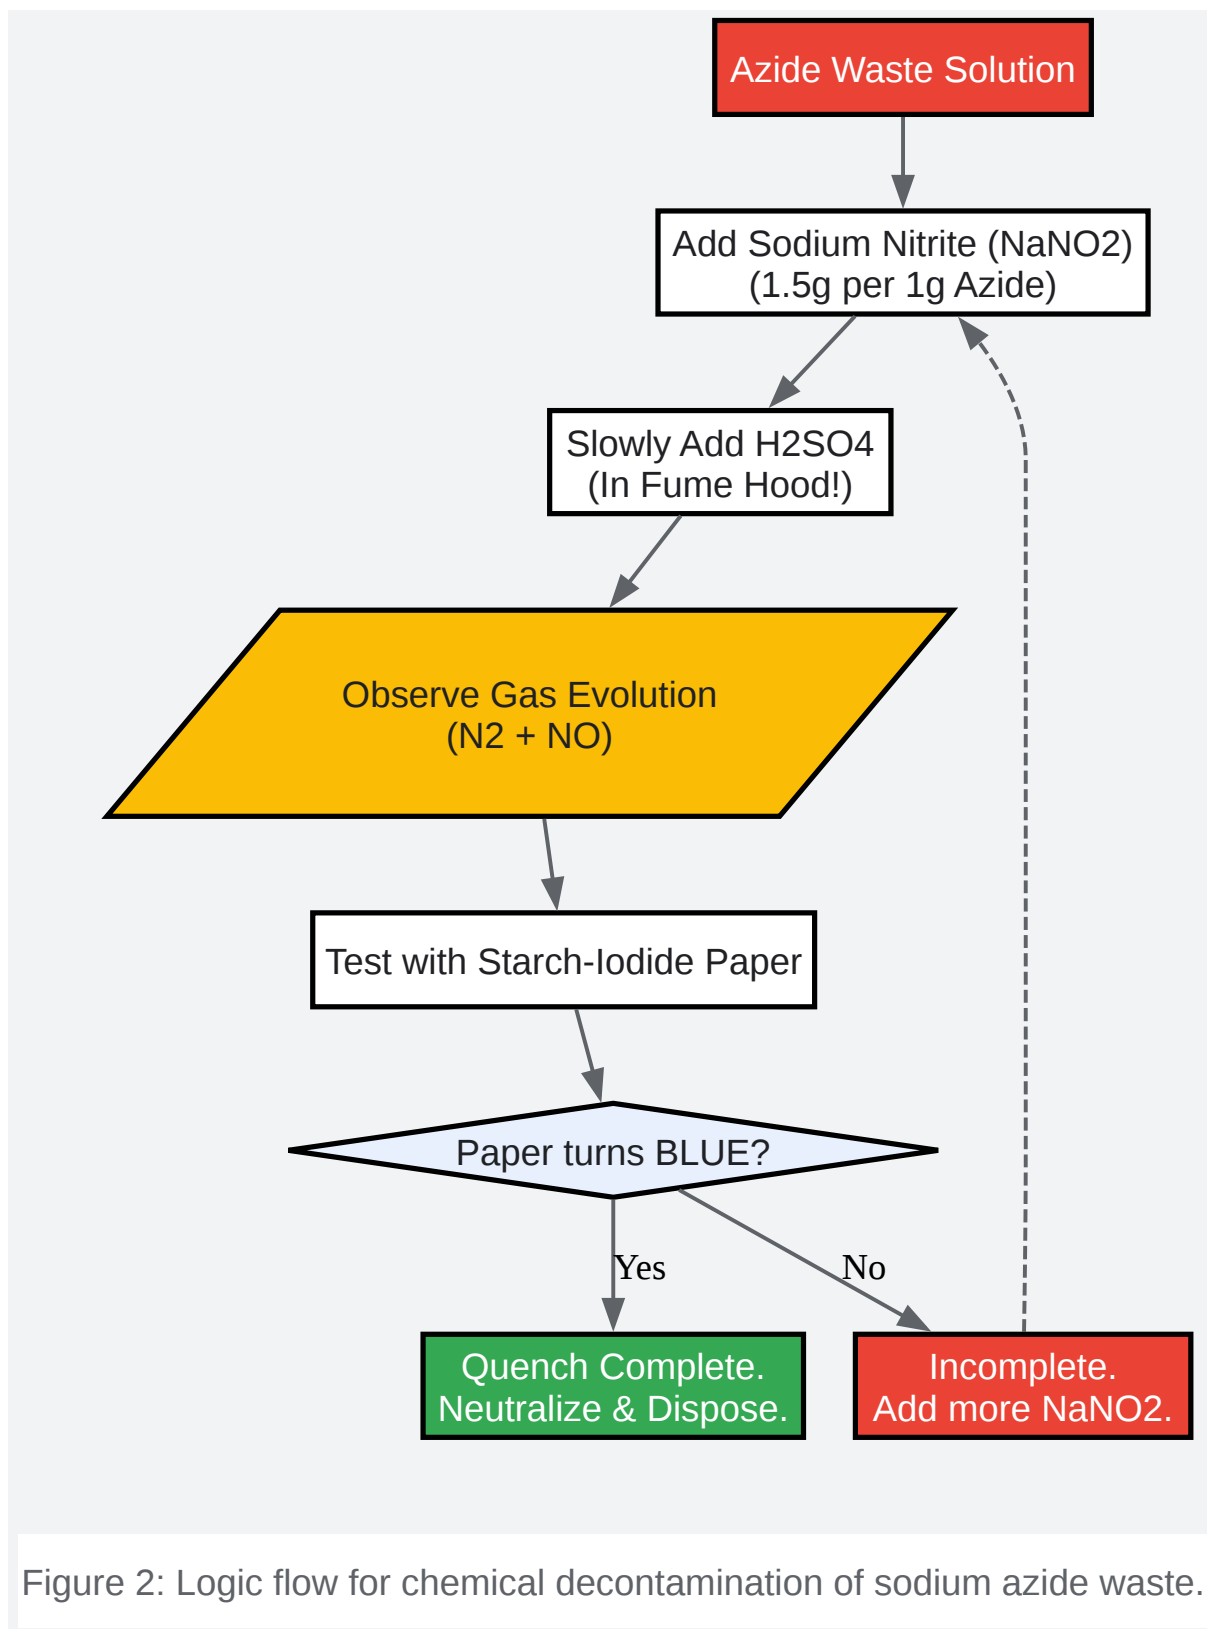 Azide Waste Solution
Add Sodium Nitrite (NaNO2)
(1.5g per 1g Azide)
Slowly Add H2SO4
(In Fume Hood!)
Observe Gas Evolution
(N2 + NO)
Test with Starch-Iodide Paper
Paper turns BLUE?
Yes
No
Quench Complete.
Neutralize & Dispose.
Incomplete.
Add more NaNO2.
Figure 2: Logic flow for chemical decontamination of sodium azide waste.